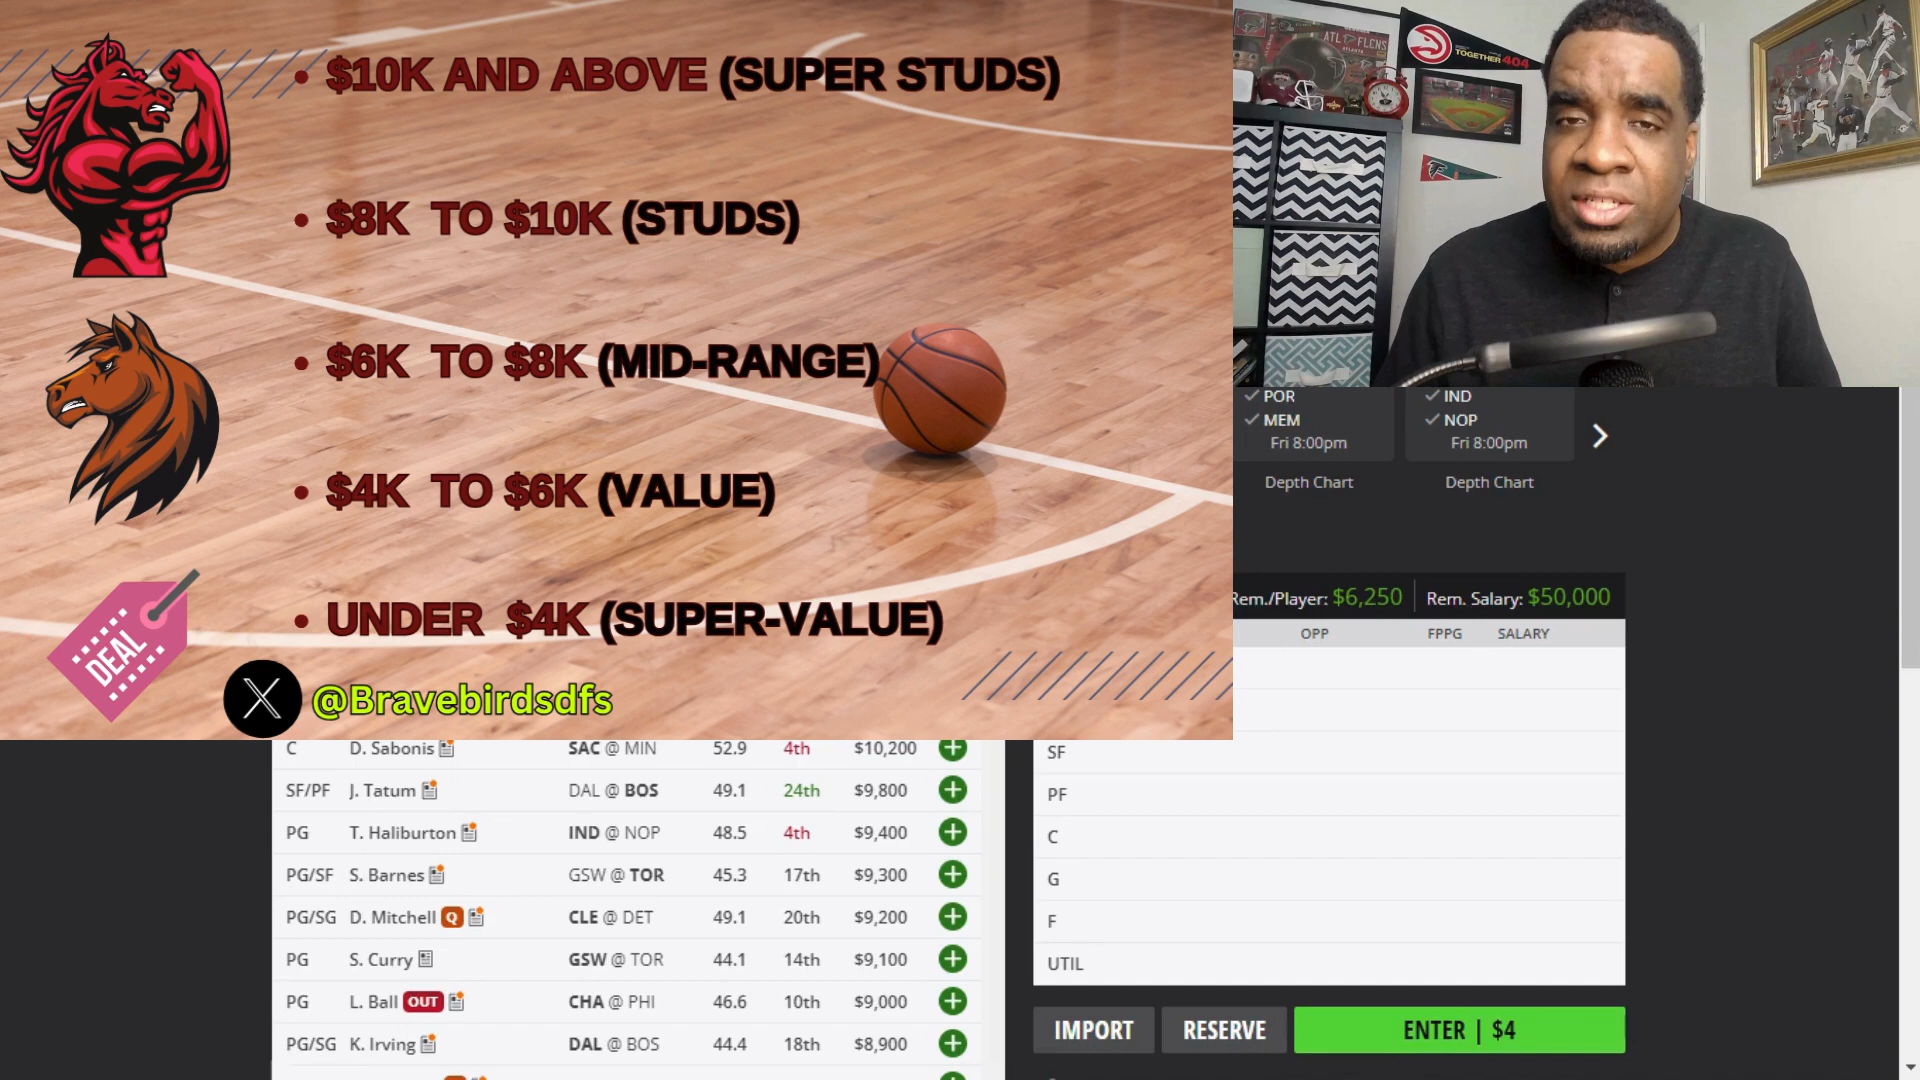 • $10K AND ABOVE (SUPER STUDS)
• $8K TO $10K (STUDS)
• $6K TO $8K (MID-RANGE)
• $4K TO $6K (VALUE)
DEAL
• UNDER $4K (SUPER-VALUE)
@Bravebirdsdfs
ATL FLCNS
TOGETHER 404
POR
MEM
Fri 8:00pm
Depth Chart
IND
NOP
Fri 8:00pm
Depth Chart
Rem./Player: $6,250 Rem. Salary: $50,000
OPP FPPG SALARY
C D. Sabonis SAC @ MIN 52.9 4th $10,200
SF/PF J. Tatum DAL @ BOS 49.1 24th $9,800
PG T. Haliburton IND @ NOP 48.5 4th $9,400
PG/SF S. Barnes GSW @ TOR 45.3 17th $9,300
PG/SG D. Mitchell Q CLE @ DET 49.1 20th $9,200
PG S. Curry GSW @ TOR 44.1 14th $9,100
PG L. Ball OUT CHA @ PHI 46.6 10th $9,000
PG/SG K. Irving DAL @ BOS 44.4 18th $8,900
SF
PF
C
G
F
UTIL
IMPORT RESERVE ENTER | $4